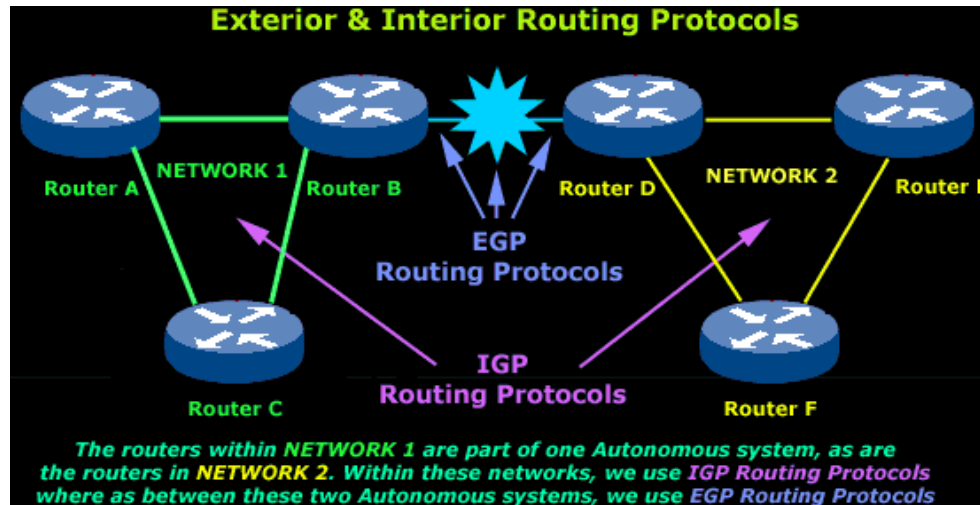 Exterior & Interior Routing Protocols
NETWORK 1
Router A
Router B
Router D
NETWORK 2
Router
EGP
Routing Protocols
IGP
Routing Protocols
Router C
Router F
The routers within NETWORK 1 are part of one Autonomous system, as are
the routers in NETWORK 2. Within these networks, we use IGP Routing Protocols
where as between these two Autonomous systems, we use EGP Routing Protocols